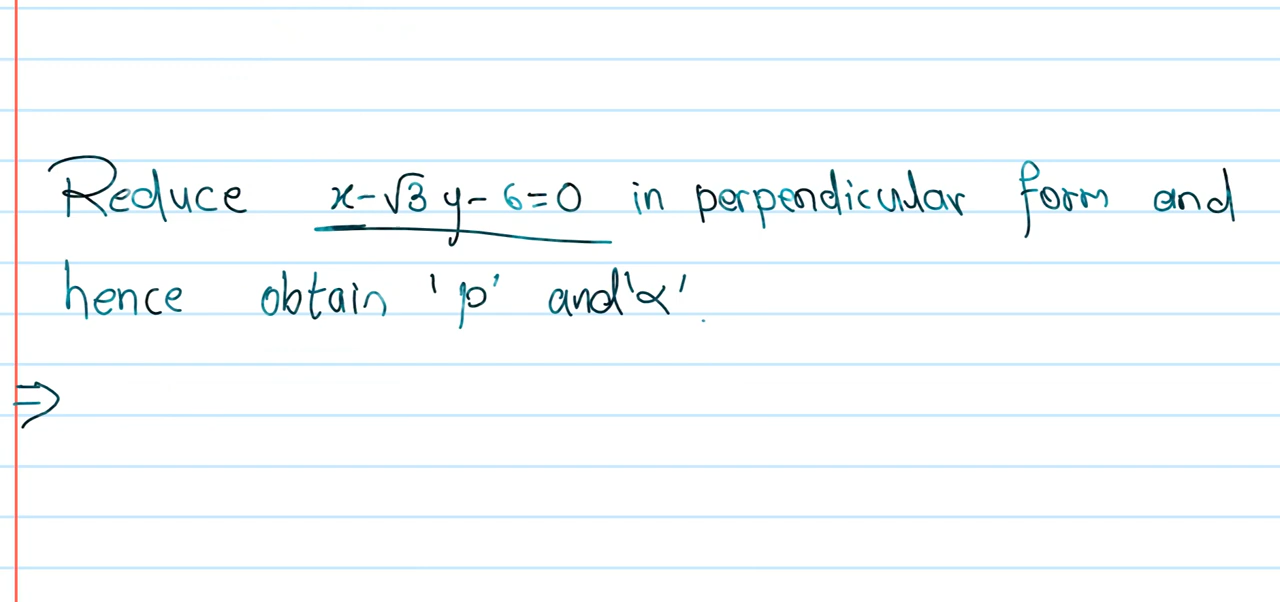 Reduce x-√3 y-6=0 in perpendicular form and
hence obtain 'p' and 'α'.
⇒